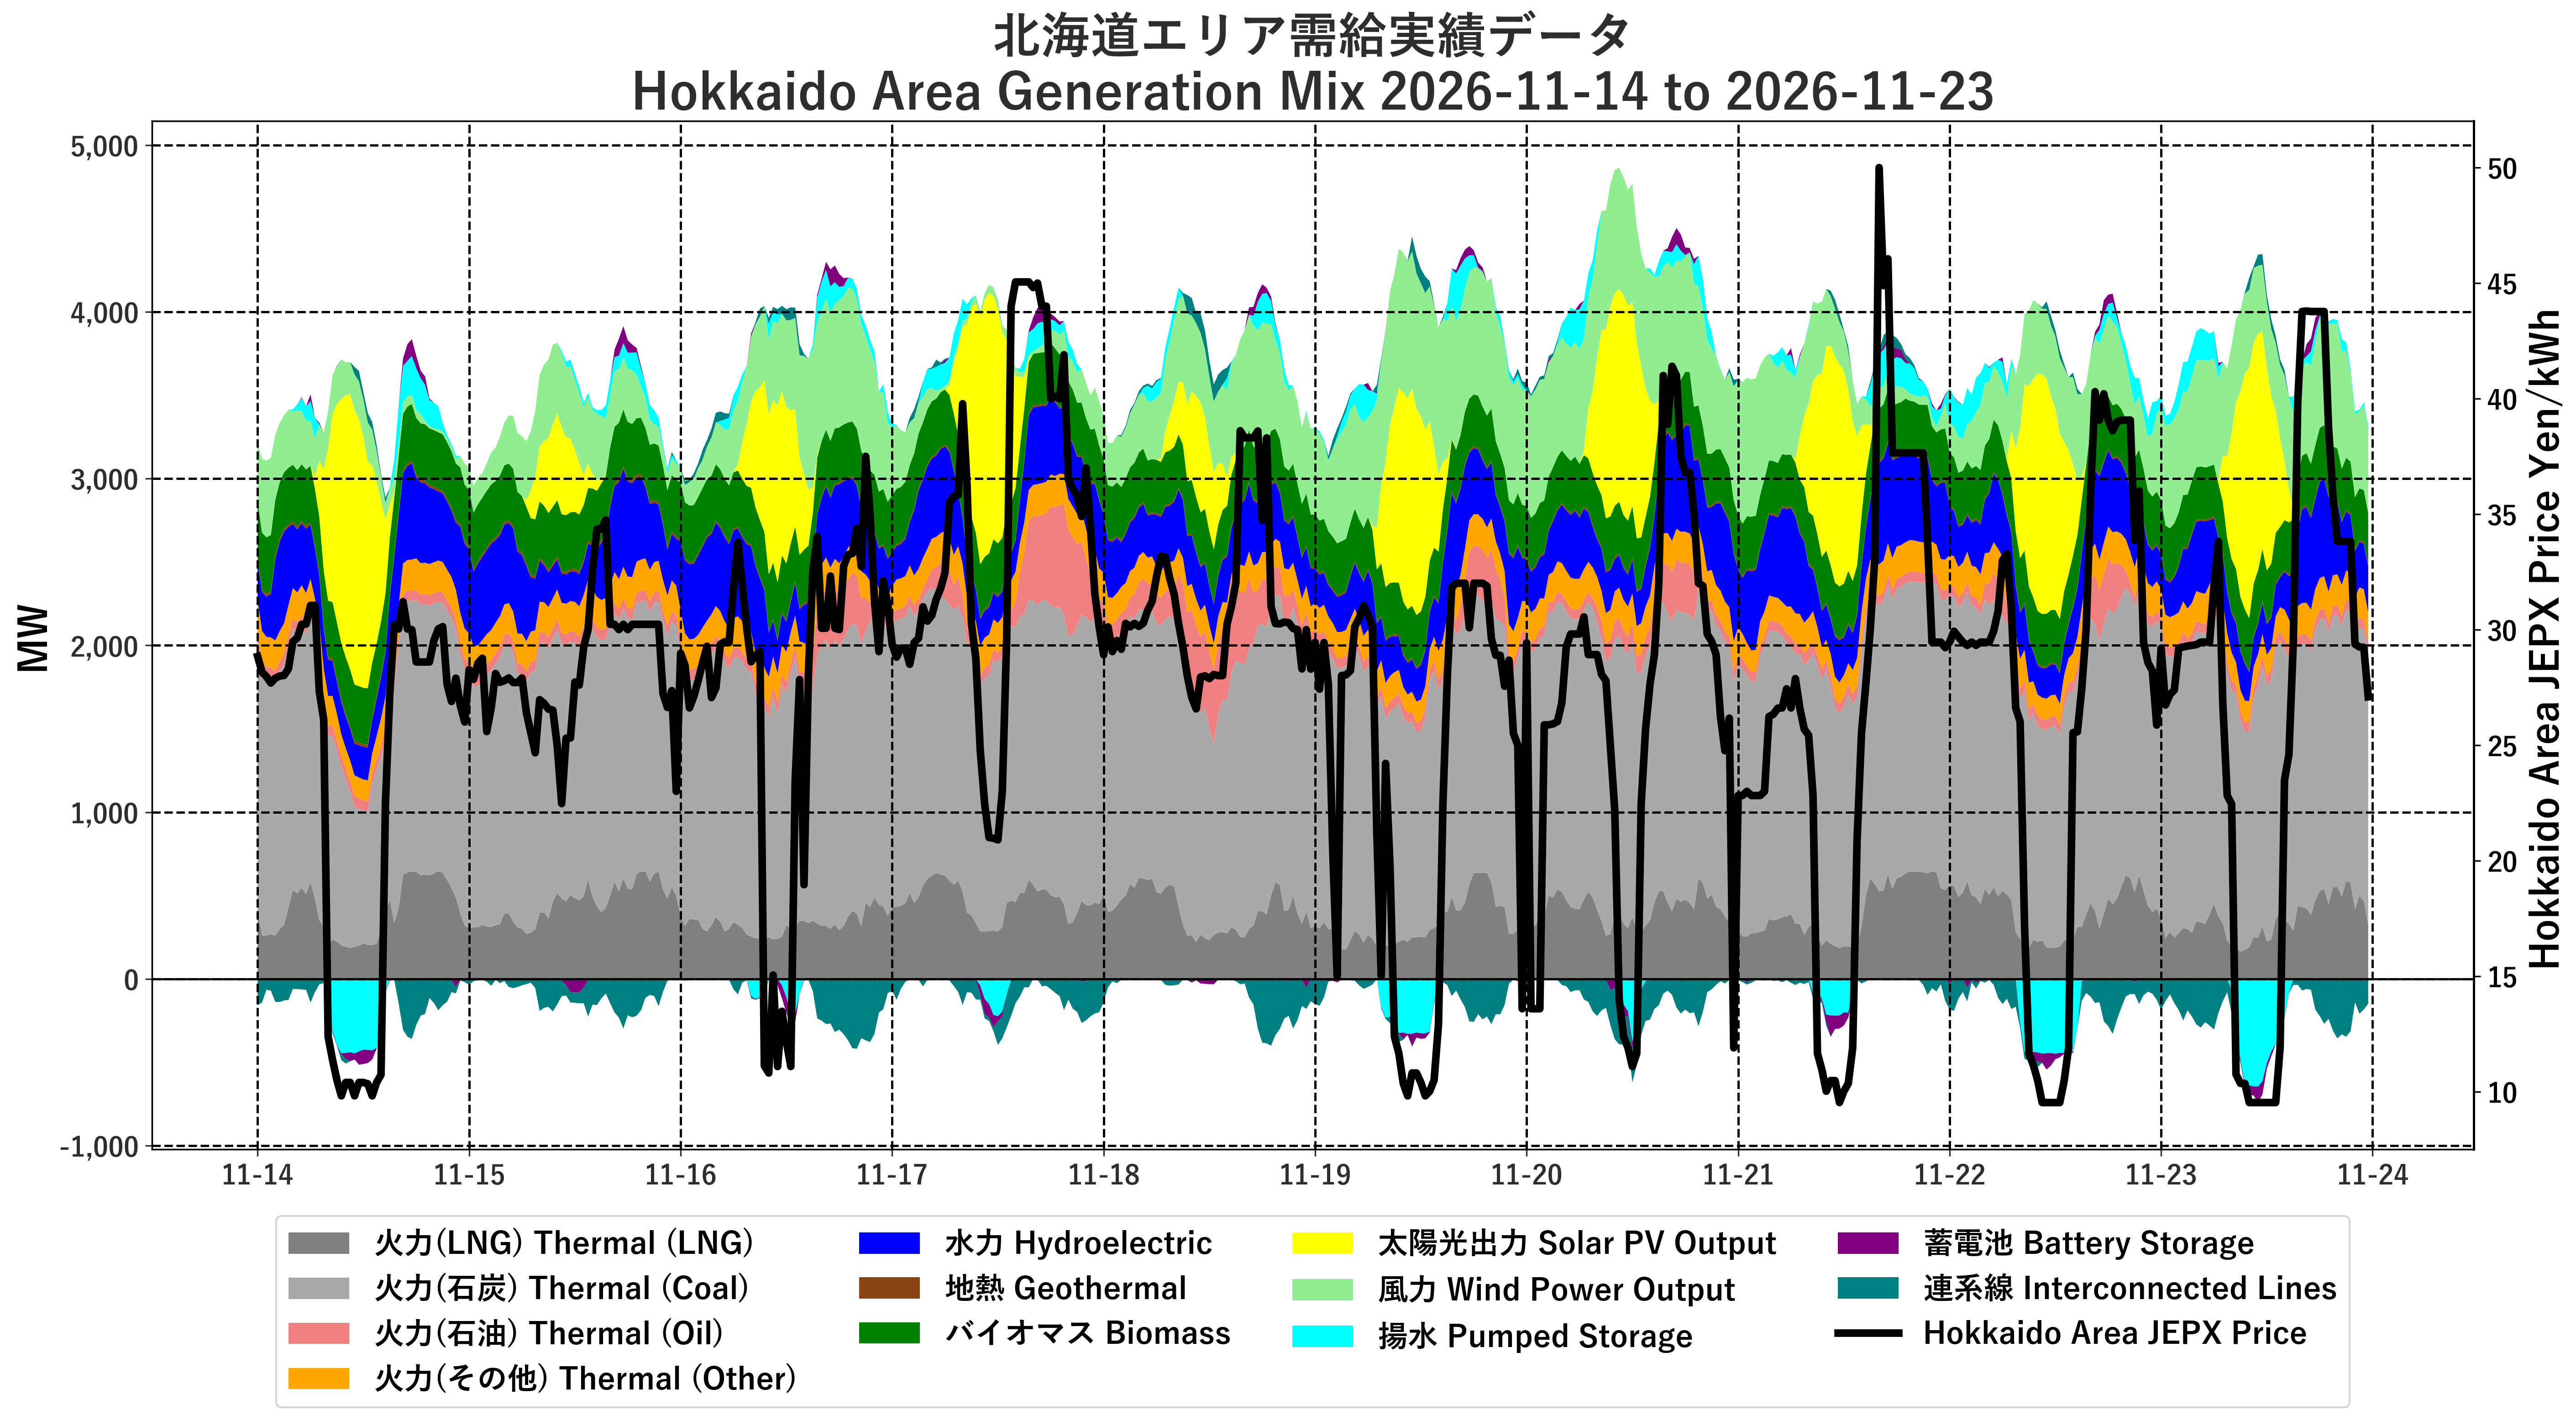 北海道エリア需給実績データ
Hokkaido Area Generation Mix 2026-11-14 to 2026-11-23
MW
5,000
4,000
3,000
2,000
1,000
0
-1,000
50
45
40
35
30
25
20
15
10
Hokkaido Area JEPX Price Yen/kWh
11-14 11-15 11-16 11-17 11-18 11-19 11-20 11-21 11-22 11-23 11-24
火力(LNG) Thermal (LNG)
火力(石炭) Thermal (Coal)
火力(石油) Thermal (Oil)
火力(その他) Thermal (Other)
水力 Hydroelectric
地熱 Geothermal
バイオマス Biomass
太陽光出力 Solar PV Output
風力 Wind Power Output
揚水 Pumped Storage
蓄電池 Battery Storage
連系線 Interconnected Lines
Hokkaido Area JEPX Price